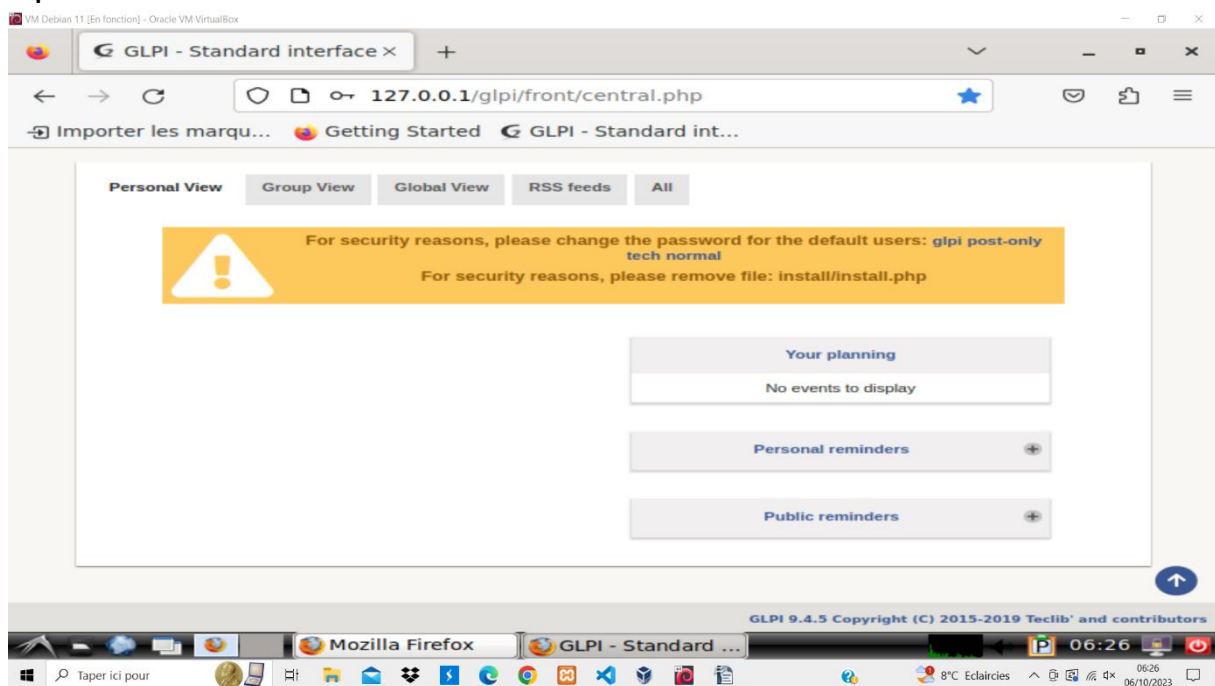 VM Debian 11 [En fonction] - Oracle VM VirtualBox
GLPI - Standard interface
127.0.0.1/glpi/front/central.php
Importer les marqu... Getting Started GLPI - Standard int...
Personal View Group View Global View RSS feeds All
For security reasons, please change the password for the default users: glpi post-only
tech normal
For security reasons, please remove file: install/install.php
Your planning
No events to display
Personal reminders
Public reminders
GLPI 9.4.5 Copyright (C) 2015-2019 Teclib' and contributors
Mozilla Firefox GLPI - Standard ... 06:26
Taper ici pour 8°C Eclaircies 06:26
06/10/2023